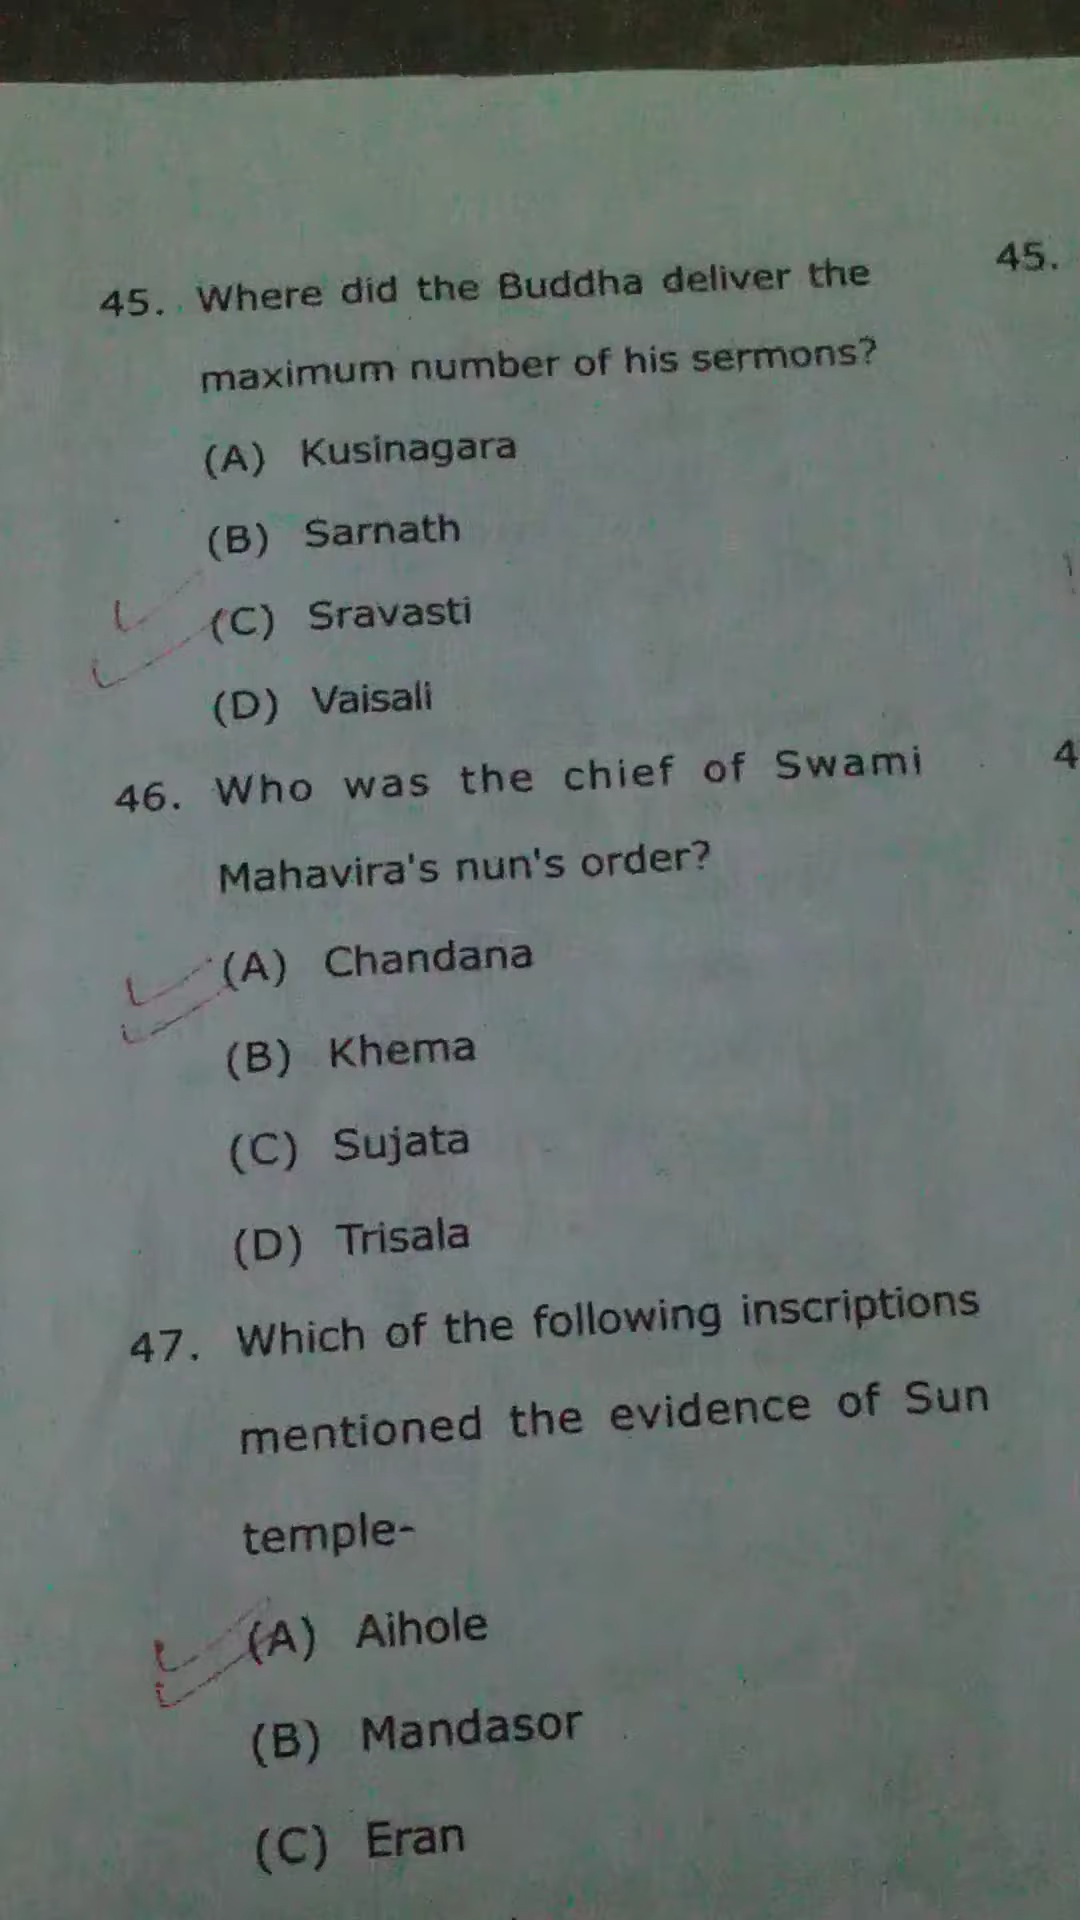 45. Where did the Buddha deliver the
maximum number of his sermons?
(A) Kusinagara
(B) Sarnath
(C) Sravasti
(D) Vaisali
46. Who was the chief of Swami
Mahavira's nun's order?
(A) Chandana
(B) Khema
(C) Sujata
(D) Trisala
47. Which of the following inscriptions
mentioned the evidence of Sun
temple-
(A) Aihole
(B) Mandasor
(C) Eran
45.
4